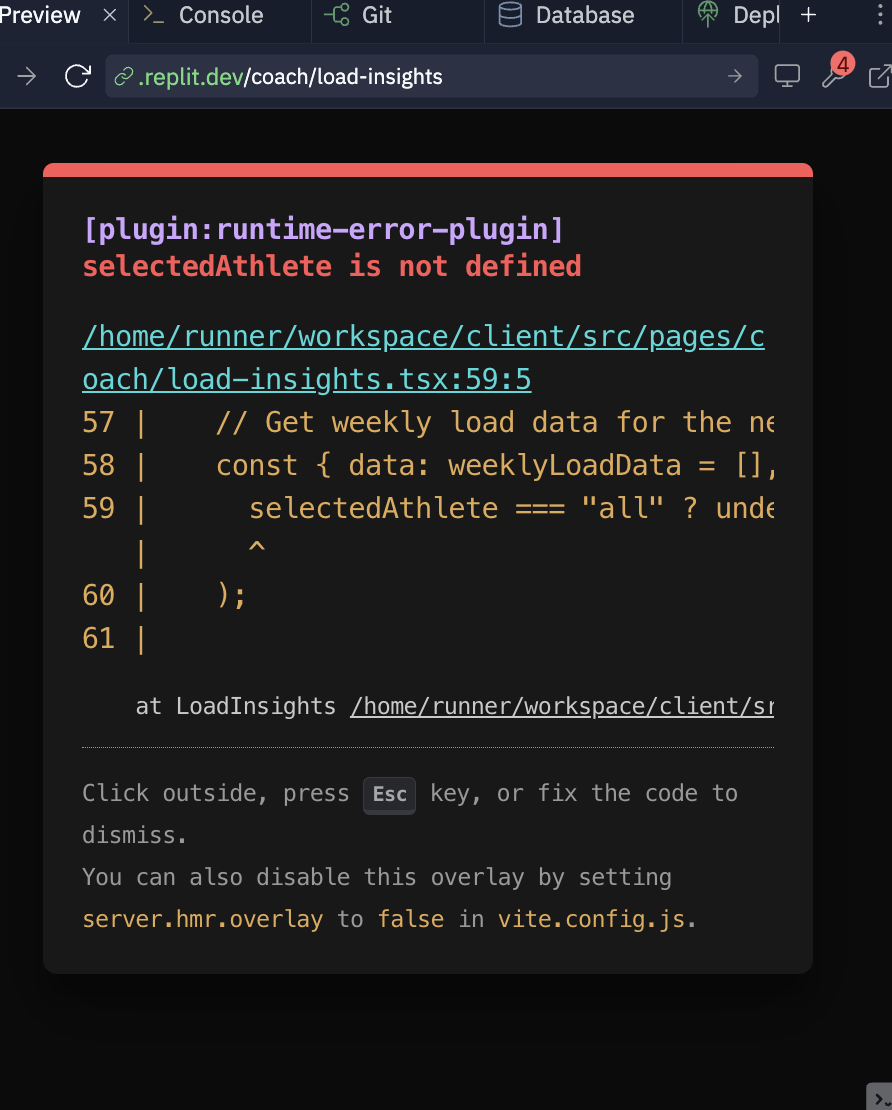 Preview
Console
Git
Database
Depl
.replit.dev/coach/load-insights
4
[plugin:runtime-error-plugin]
selectedAthlete is not defined
/home/runner/workspace/client/src/pages/c
oach/load-insights.tsx:59:5
57 |    // Get weekly load data for the ne
58 |    const { data: weeklyLoadData = [],
59 |      selectedAthlete === "all" ? unde
   |      ^
60 |    );
61 |
at LoadInsights /home/runner/workspace/client/sr
Click outside, press Esc key, or fix the code to
dismiss.
You can also disable this overlay by setting
server.hmr.overlay to false in vite.config.js.